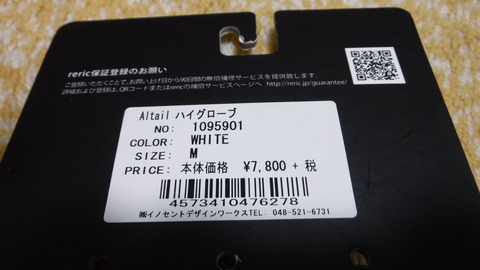 reric保証登録のお願い
ご登録いただくことで、お買い上げ日から90日間の無償補修サービスを提供致します。
詳細および登録は、QRコードまたはrericの補償サービスページへ http://reric.jp/guarantee/
Altail ハイグローブ
NO: 1095901
COLOR: WHITE
SIZE: M
PRICE: 本体価格 ¥7,800 + 税
4573410476278
㈱イノセントデザインワークスTEL: 048-521-6731